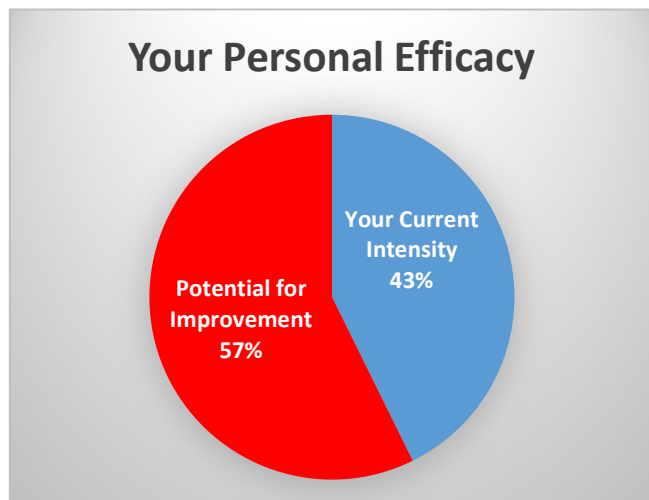 Your Personal Efficacy
Your Current
Intensity
43%
Potential for
Improvement
57%